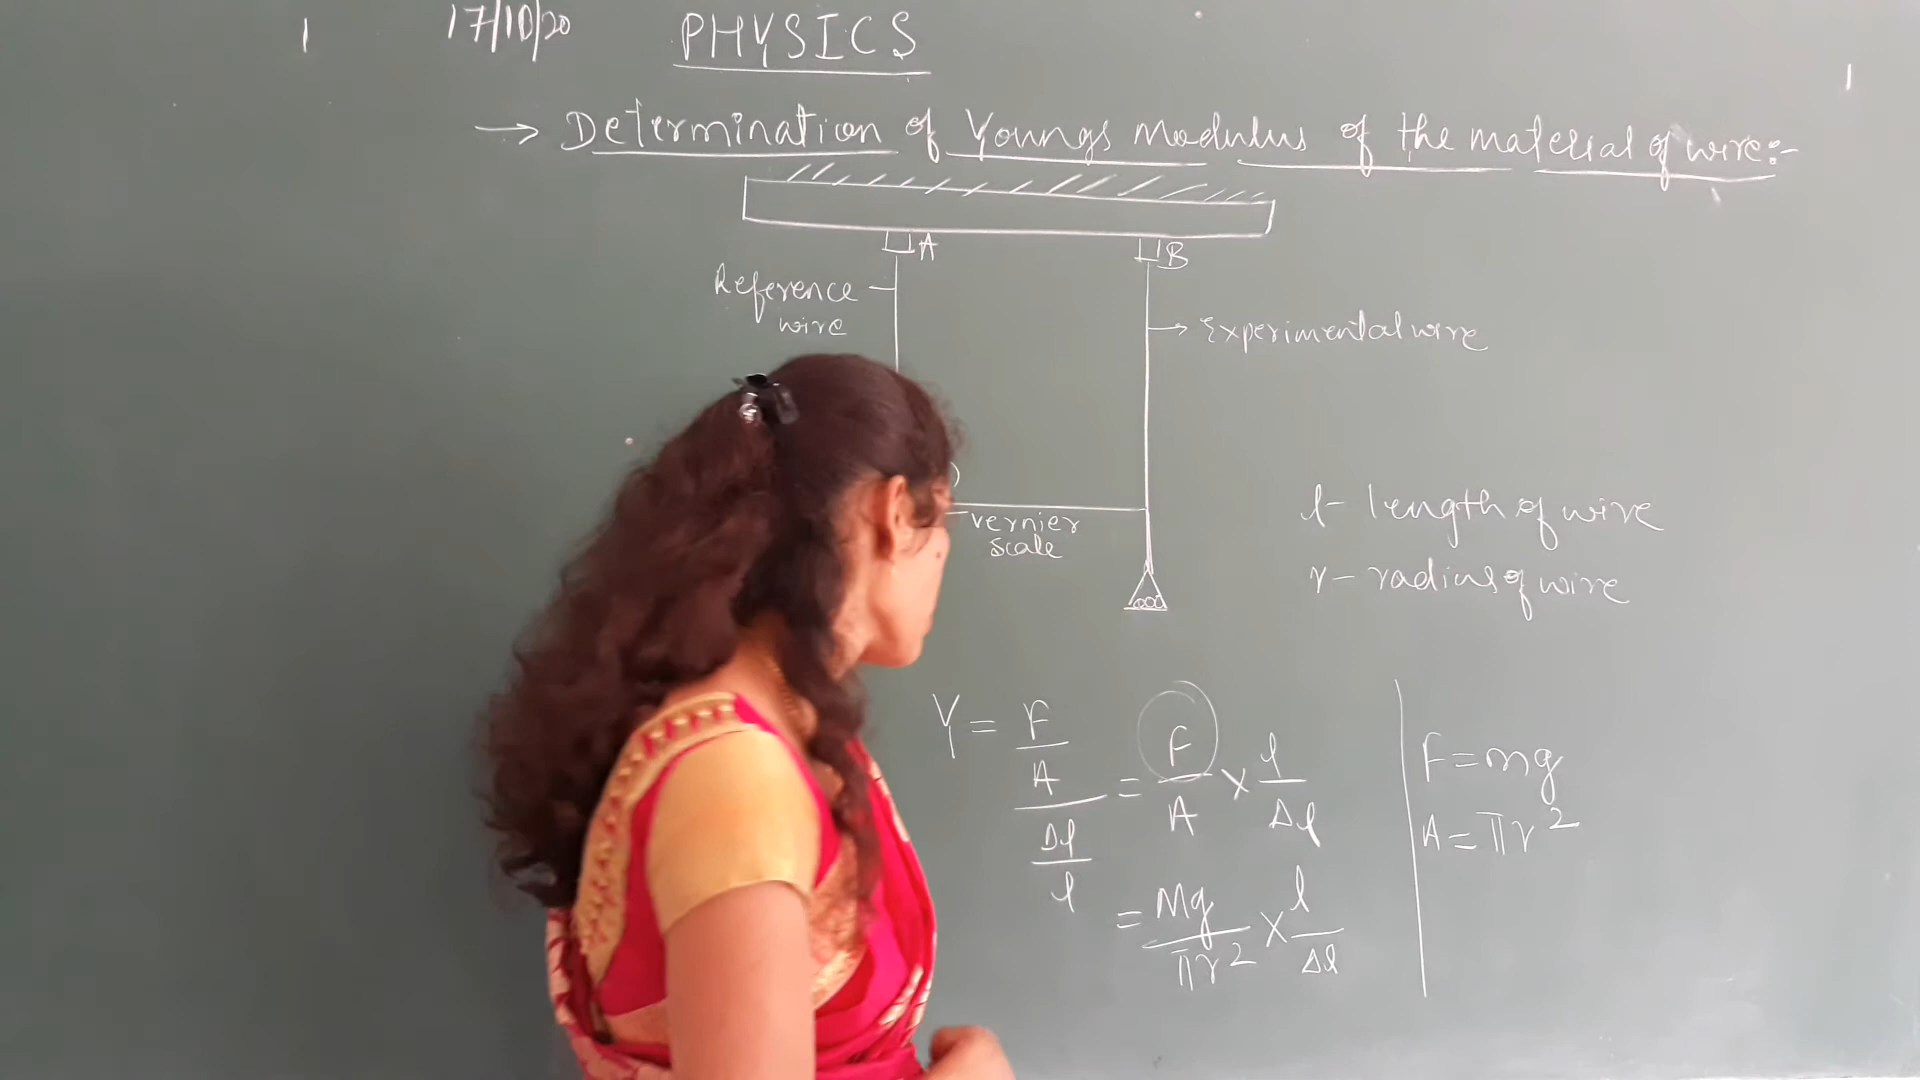 17/10/20 PHYSICS
→ Determination of Youngs Modulus of the material of wire:-
A
B
Reference
wire
→ Experimental wire
vernier
scale
l- length of wire
r- radius of wire
Y = F/A / Δl/l = F/A × l/Δl
= Mg/πr² × l/Δl
F = mg
A = πr²